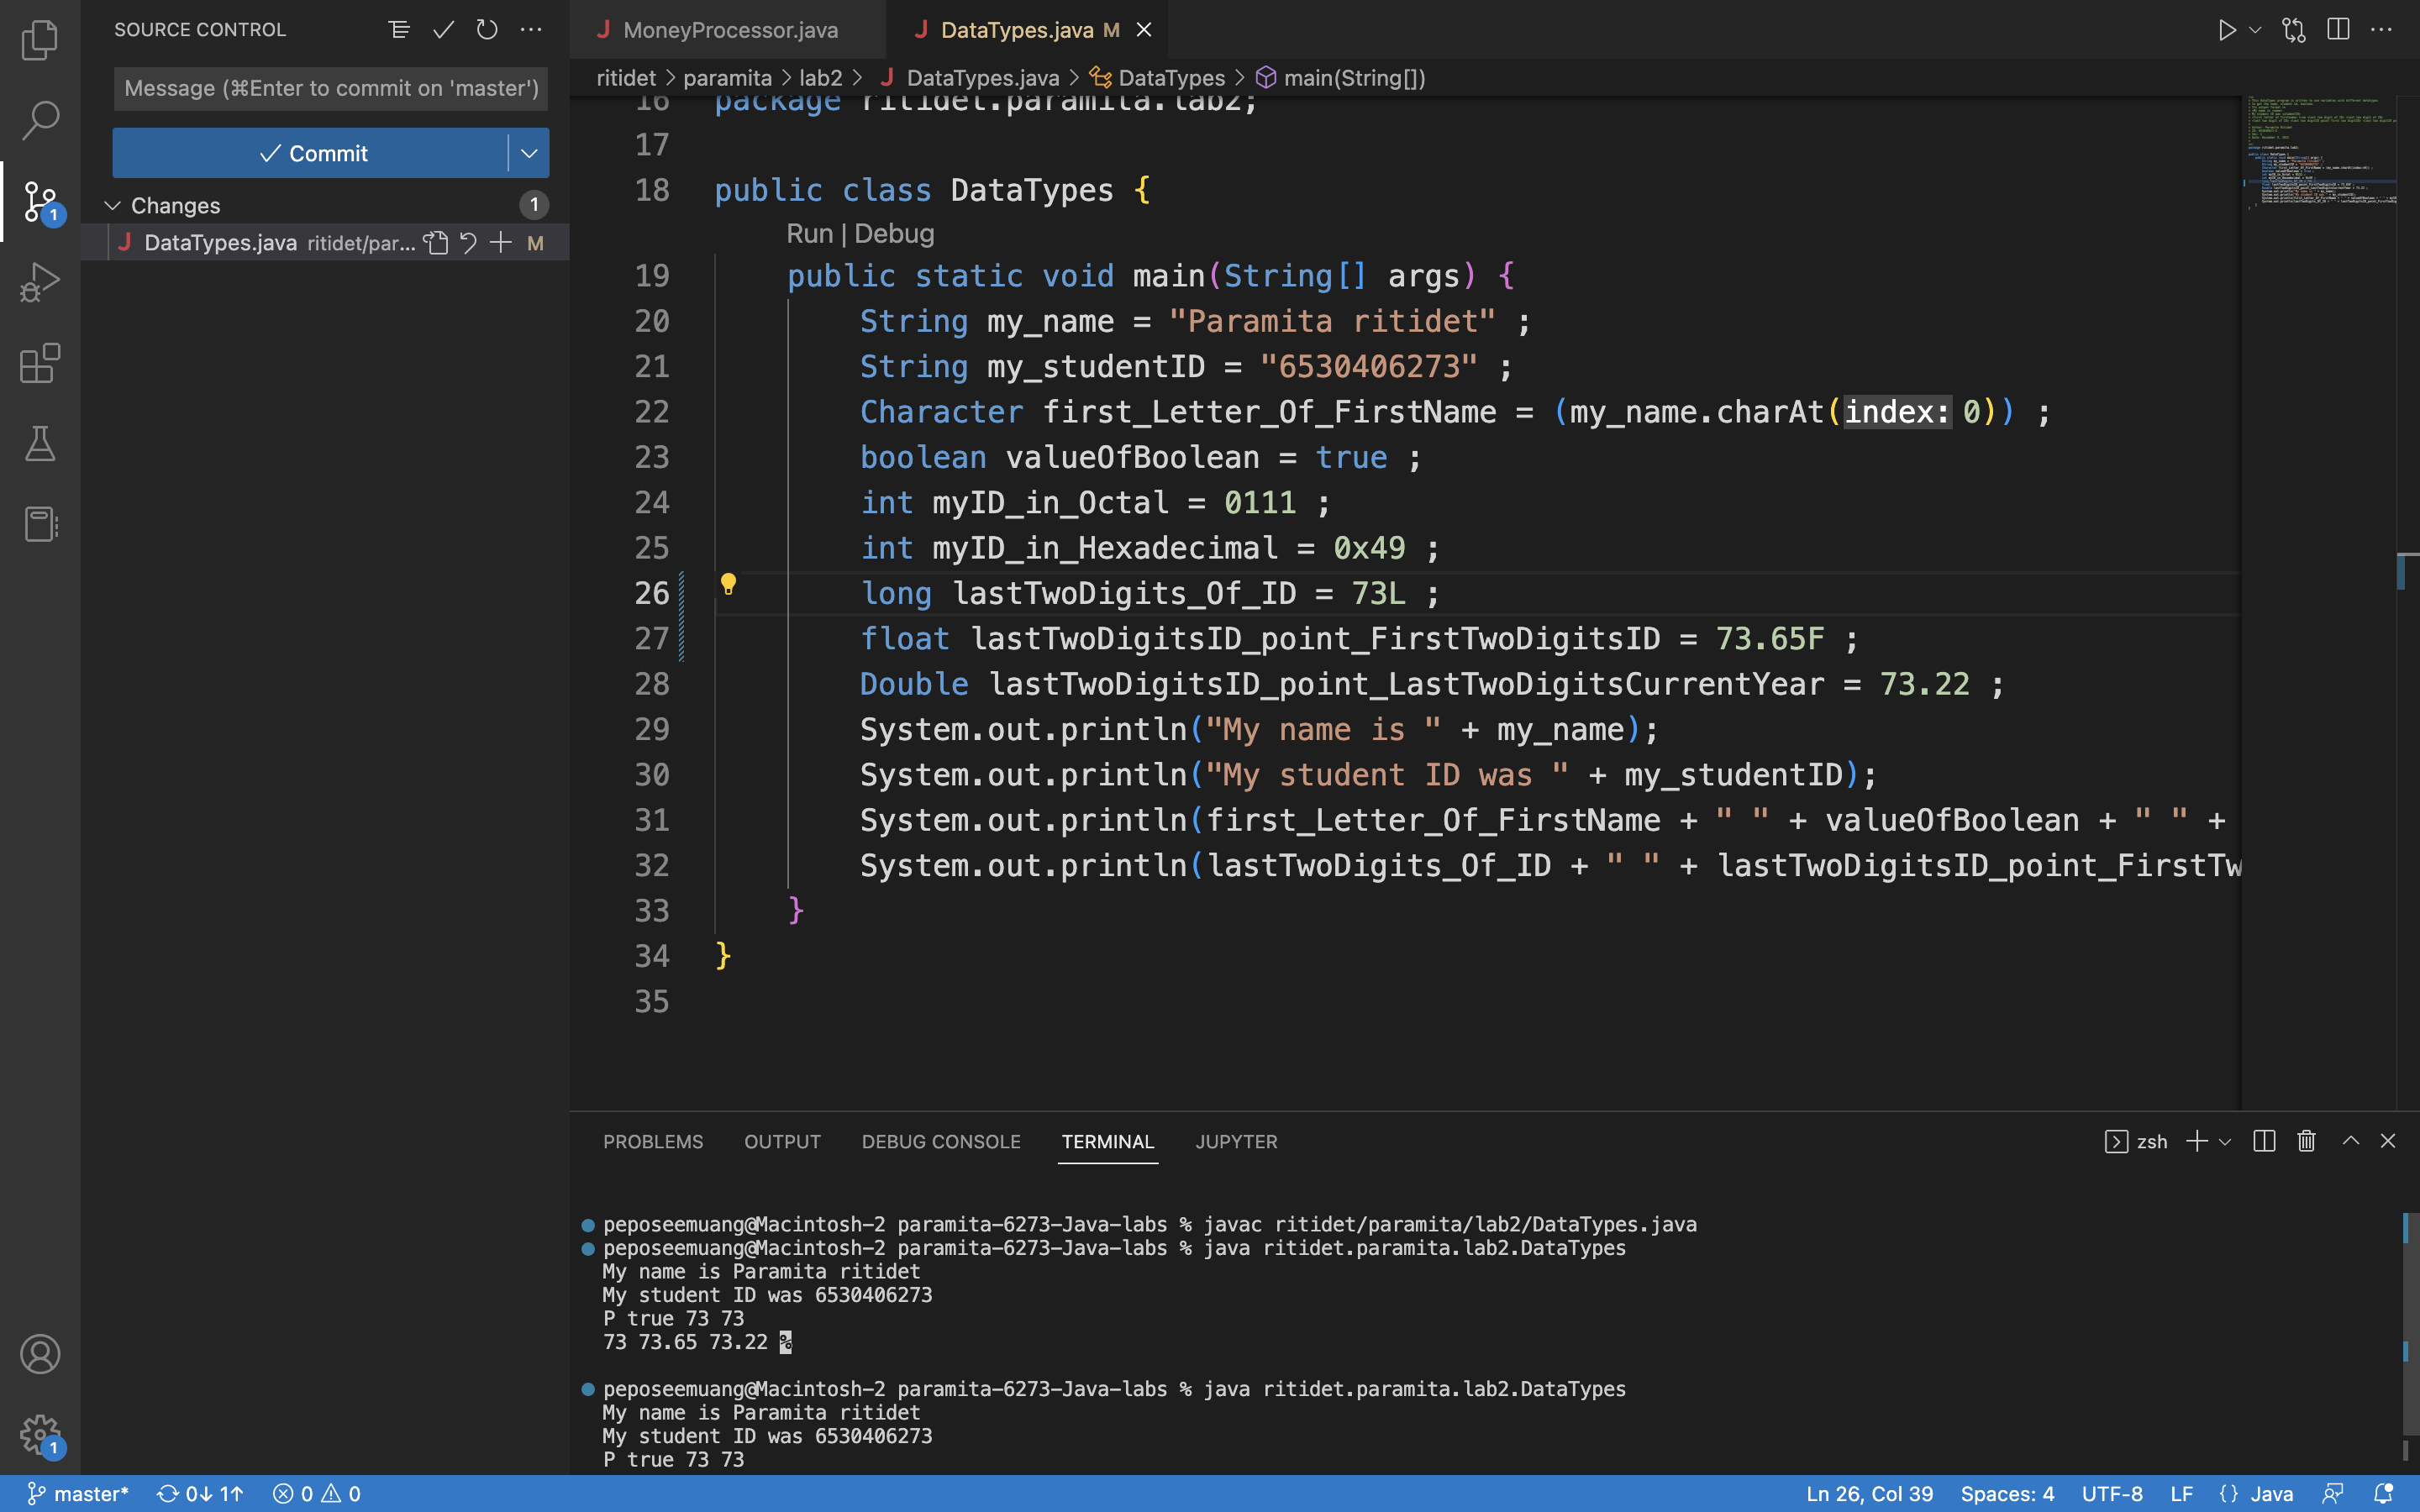 SOURCE CONTROL
Message (⌘Enter to commit on 'master')
Commit
Changes 1
DataTypes.java ritidet/par... M
1
1
MoneyProcessor.java DataTypes.java M
ritidet > paramita > lab2 > DataTypes.java > DataTypes > main(String[])
16 package ritidet.paramita.lab2;
17
18 public class DataTypes {
Run | Debug
19 public static void main(String[] args) {
20 String my_name = "Paramita ritidet" ;
21 String my_studentID = "6530406273" ;
22 Character first_Letter_Of_FirstName = (my_name.charAt(index: 0)) ;
23 boolean valueOfBoolean = true ;
24 int myID_in_Octal = 0111 ;
25 int myID_in_Hexadecimal = 0x49 ;
26 long lastTwoDigits_Of_ID = 73L ;
27 float lastTwoDigitsID_point_FirstTwoDigitsID = 73.65F ;
28 Double lastTwoDigitsID_point_LastTwoDigitsCurrentYear = 73.22 ;
29 System.out.println("My name is " + my_name);
30 System.out.println("My student ID was " + my_studentID);
31 System.out.println(first_Letter_Of_FirstName + " " + valueOfBoolean + " " +
32 System.out.println(lastTwoDigits_Of_ID + " " + lastTwoDigitsID_point_FirstTw
33 }
34 }
35
PROBLEMS OUTPUT DEBUG CONSOLE TERMINAL JUPYTER zsh
peposeemuang@Macintosh-2 paramita-6273-Java-labs % javac ritidet/paramita/lab2/DataTypes.java
peposeemuang@Macintosh-2 paramita-6273-Java-labs % java ritidet.paramita.lab2.DataTypes
My name is Paramita ritidet
My student ID was 6530406273
P true 73 73
73 73.65 73.22 %
peposeemuang@Macintosh-2 paramita-6273-Java-labs % java ritidet.paramita.lab2.DataTypes
My name is Paramita ritidet
My student ID was 6530406273
P true 73 73
master* 0↓ 1↑ 0 0 Ln 26, Col 39 Spaces: 4 UTF-8 LF {} Java